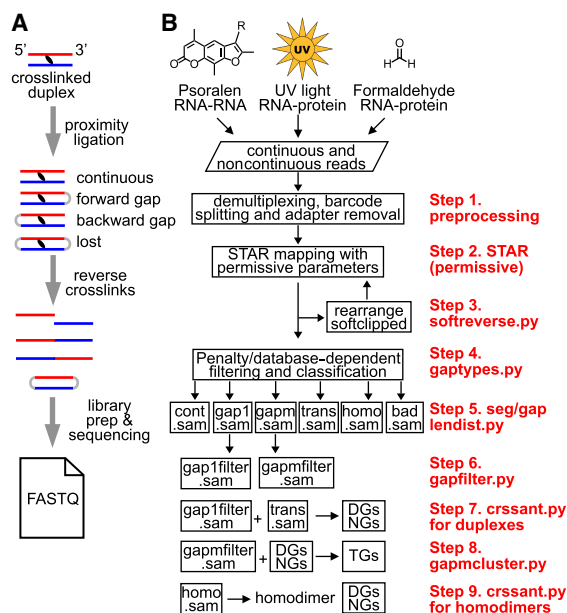 A
5’ 3’
crosslinked
duplex
proximity
ligation
continuous
forward gap
backward gap
lost
reverse
crosslinks
library
prep &
sequencing
FASTQ
B
R
O
O
O
UV
O
H
H
Psoralen
RNA-RNA
UV light
RNA-protein
Formaldehyde
RNA-protein
continuous and
noncontinuous reads
demultiplexing, barcode
splitting and adapter removal
Step 1.
preprocessing
STAR mapping with
permissive parameters
Step 2. STAR
(permissive)
rearrange
softclipped
Step 3.
softreverse.py
Penalty/database-dependent
filtering and classification
Step 4.
gaptypes.py
cont
.sam
gap1
.sam
gapm
.sam
trans
.sam
homo
.sam
bad
.sam
Step 5. seg/gap
lendist.py
gap1filter
.sam
gapmfilter
.sam
Step 6.
gapfilter.py
gap1filter
.sam
+
trans
.sam
DGs
NGs
Step 7. crssant.py
for duplexes
gapmfilter
.sam
+
DGs
NGs
TGs
Step 8.
gapmcluster.py
homo
.sam
homodimer
DGs
NGs
Step 9. crssant.py
for homodimers